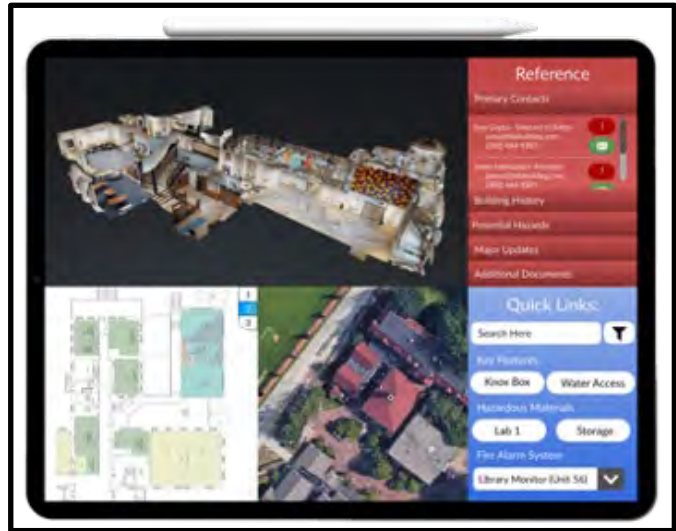 Reference
Primary Contacts
Building History
Potential Hazards
Major Updates
Additional Documents
1
2
3
Quick Links:
Search Here
Key Features
Knox Box
Water Access
Hazardous Materials
Lab 1
Storage
Fire Alarm System
Library Monitor (Unit 56)